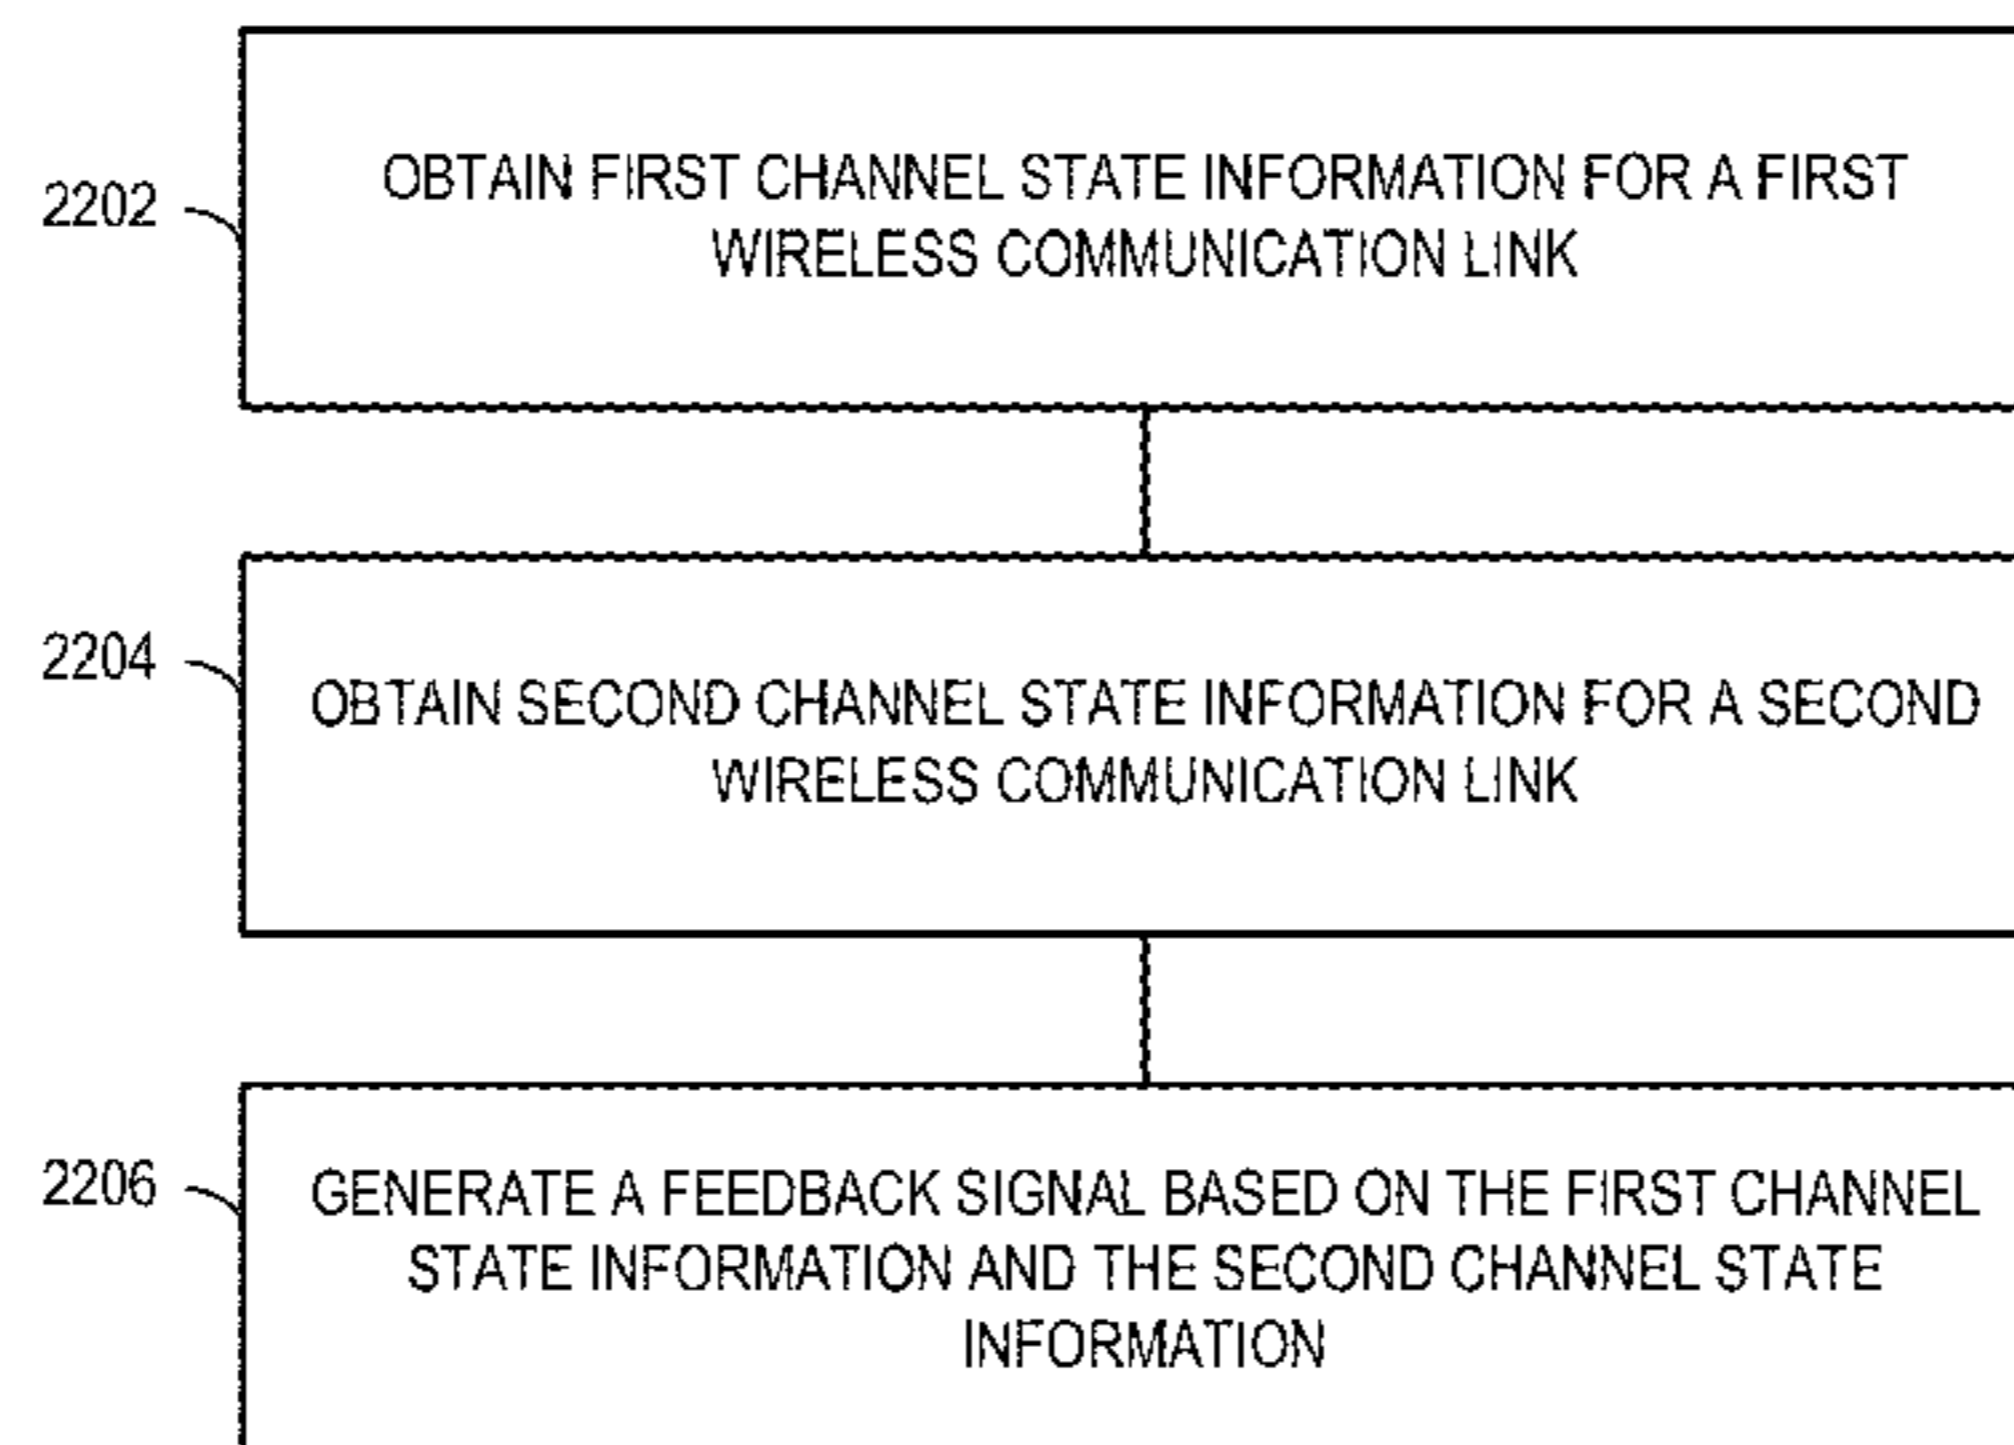 2202
OBTAIN FIRST CHANNEL STATE INFORMATION FOR A FIRST
WIRELESS COMMUNICATION LINK
2204
OBTAIN SECOND CHANNEL STATE INFORMATION FOR A SECOND
WIRELESS COMMUNICATION LINK
2206
GENERATE A FEEDBACK SIGNAL BASED ON THE FIRST CHANNEL
STATE INFORMATION AND THE SECOND CHANNEL STATE
INFORMATION